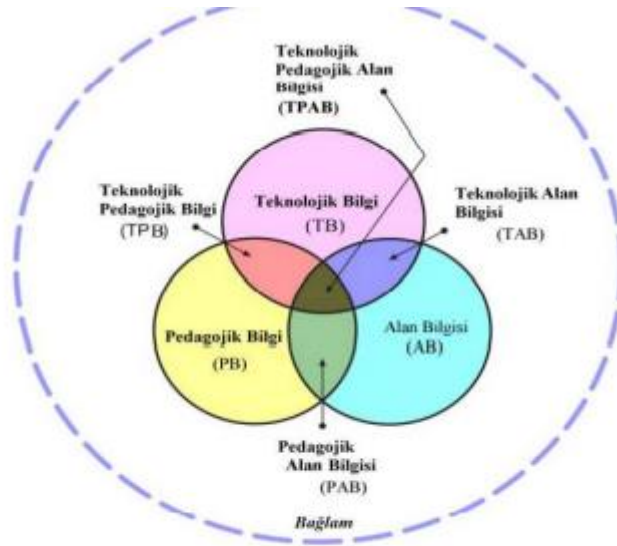 Teknolojik
Pedagojik Alan
Bilgisi
(TPAB)
Teknolojik
Pedagojik Bilgi
(TPB)
Teknolojik Bilgi
(TB)
Teknolojik Alan
Bilgisi
(TAB)
Pedagojik Bilgi
(PB)
Alan Bilgisi
(AB)
Pedagojik
Alan Bilgisi
(PAB)
Bağlam